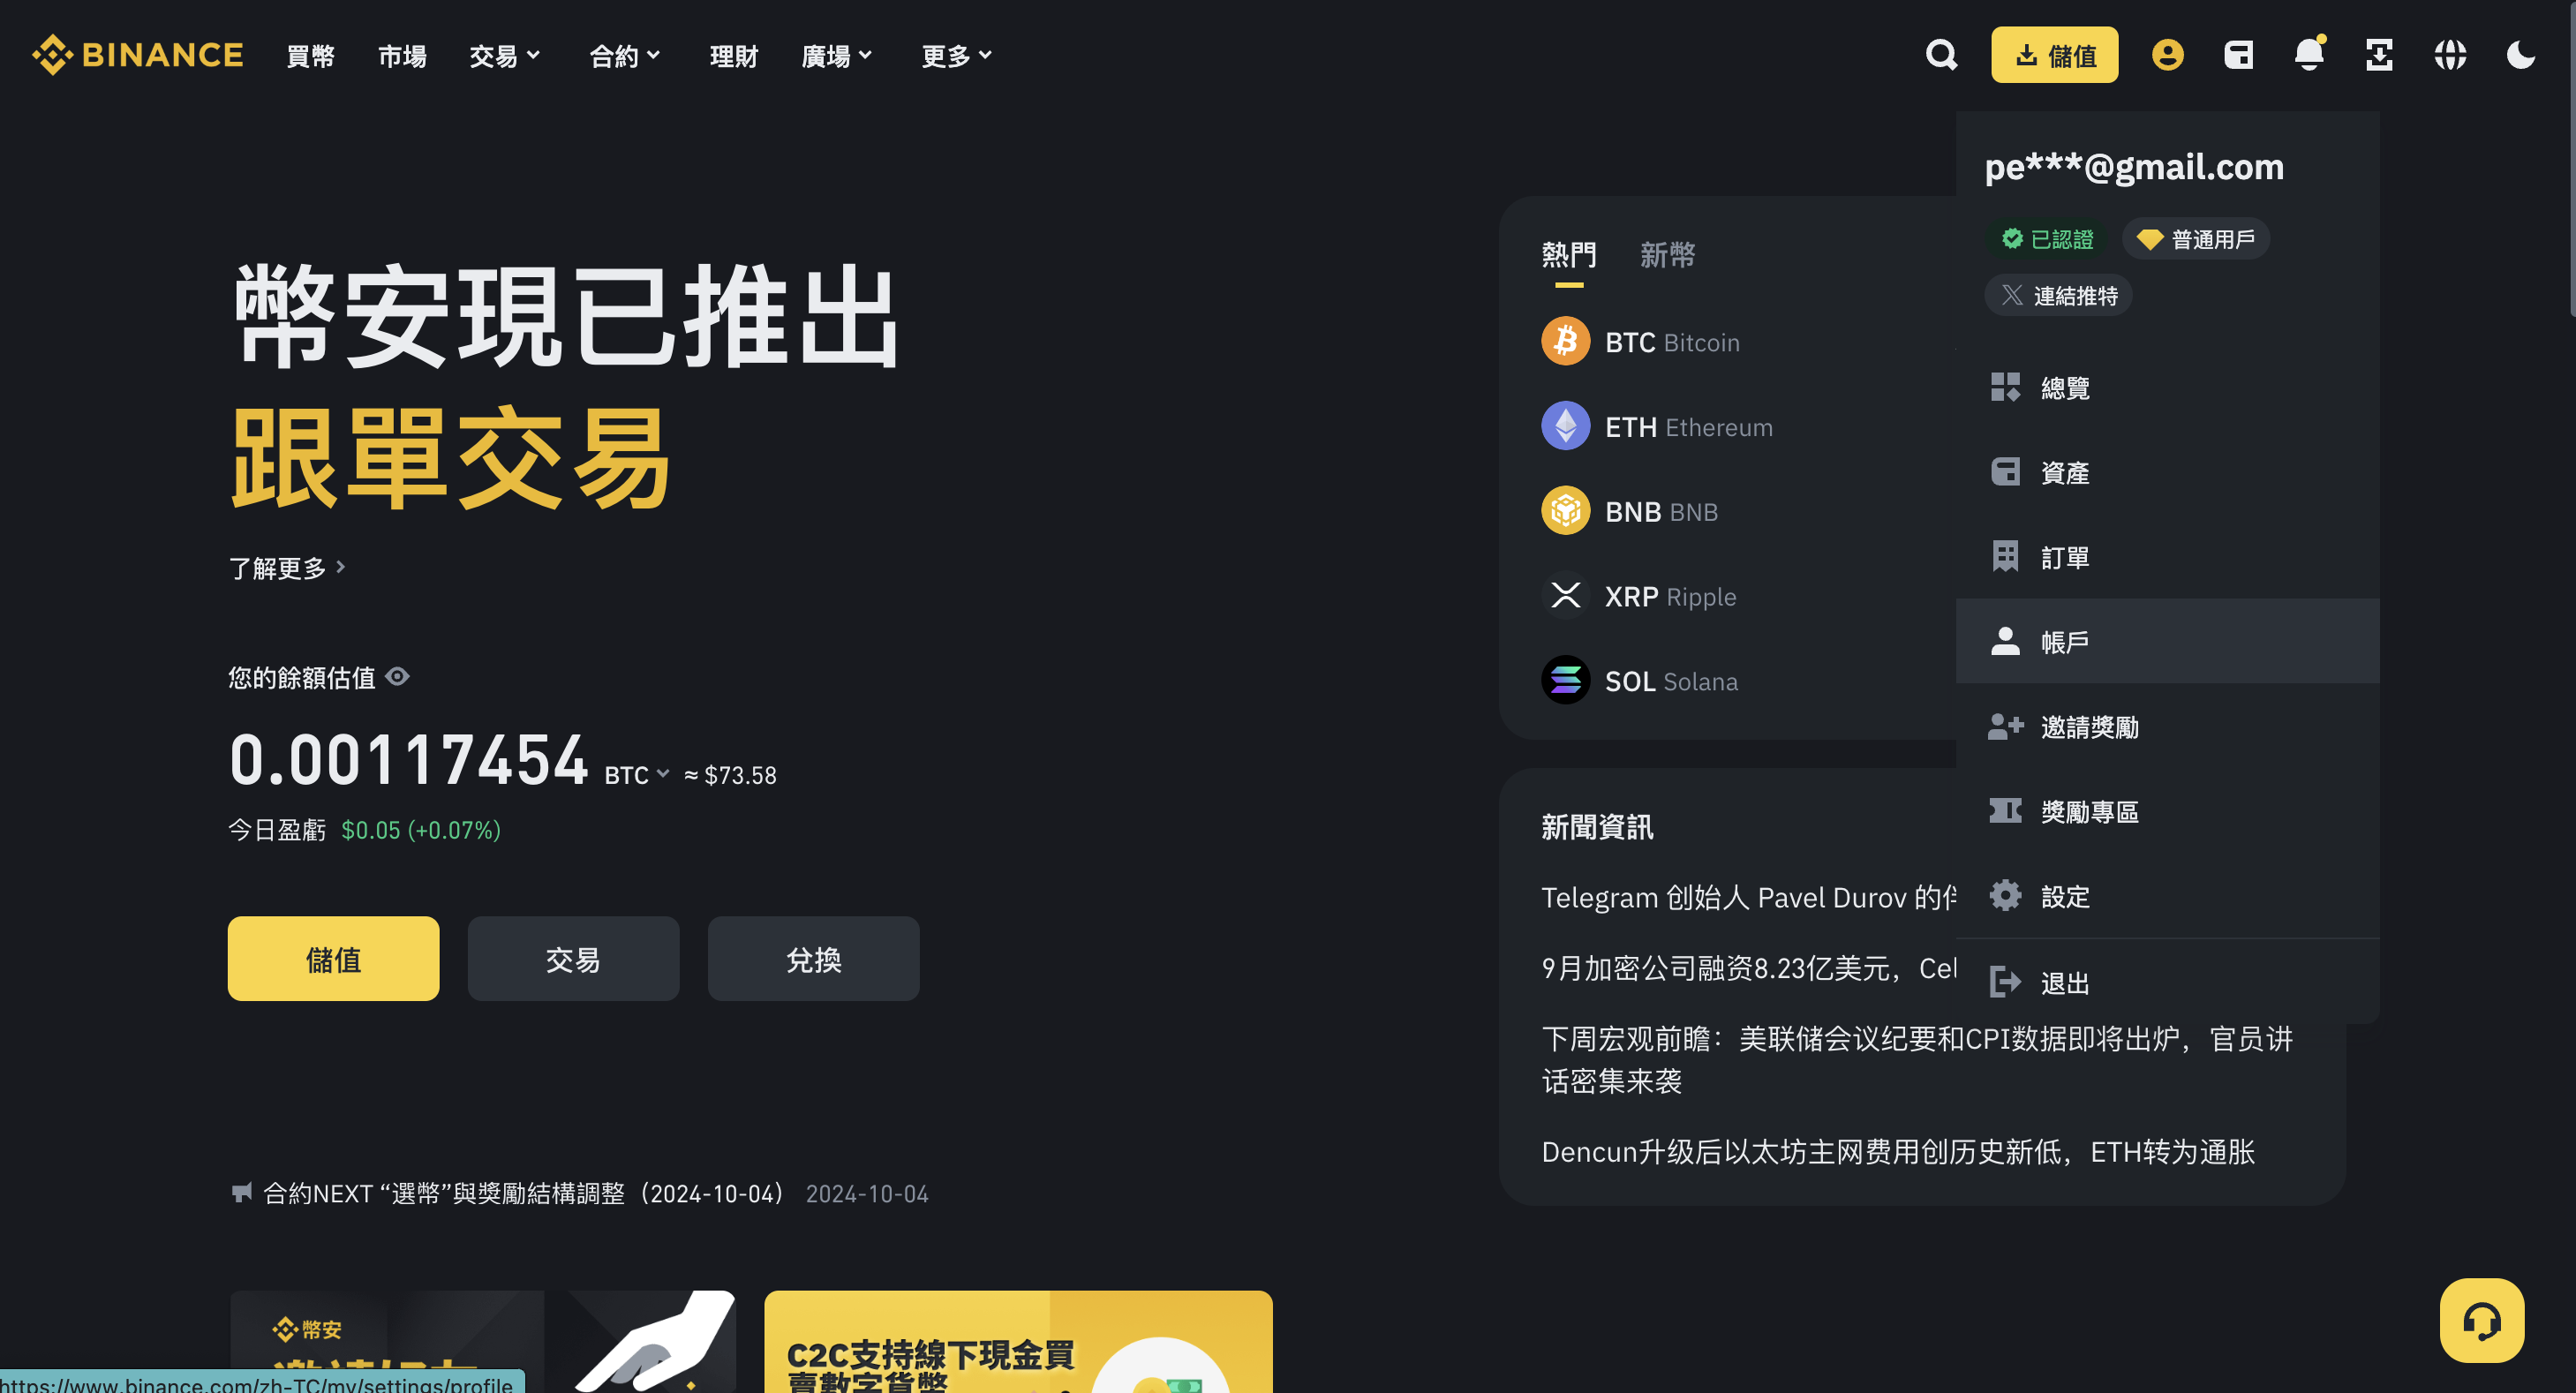 BINANCE 買幣 市場 交易 合約 理財 廣場 更多 儲值
pe***@gmail.com
已認證 普通用戶
連結推特
總覽
資產
訂單
帳戶
邀請獎勵
獎勵專區
設定
退出
幣安現已推出
跟單交易
了解更多
您的餘額估值
0.00117454 BTC ≈ $73.58
今日盈虧 $0.05 (+0.07%)
儲值 交易 兌換
熱門 新幣
BTC Bitcoin
ETH Ethereum
BNB BNB
XRP Ripple
SOL Solana
新聞資訊
Telegram 创始人 Pavel Durov 的
9月加密公司融资8.23亿美元，Cel
下周宏观前瞻：美联储会议纪要和CPI数据即将出炉，官员讲
话密集来袭
Dencun升级后以太坊主网费用创历史新低，ETH转为通胀
合約NEXT “選幣”與獎勵結構調整（2024-10-04） 2024-10-04
幣安
C2C支持線下現金買
賣數字貨幣
https://www.binance.com/zh-TC/my/settings/profile